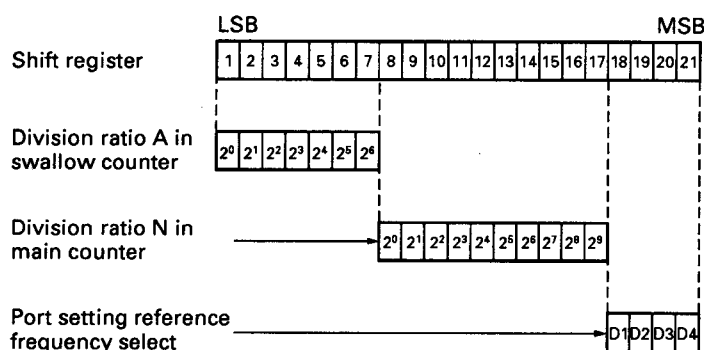 LSB MSB
Shift register 1 2 3 4 5 6 7 8 9 10 11 12 13 14 15 16 17 18 19 20 21
Division ratio A in
swallow counter
2⁰ 2¹ 2² 2³ 2⁴ 2⁵ 2⁶
Division ratio N in
main counter
2⁰ 2¹ 2² 2³ 2⁴ 2⁵ 2⁶ 2⁷ 2⁸ 2⁹
Port setting reference
frequency select
D1 D2 D3 D4